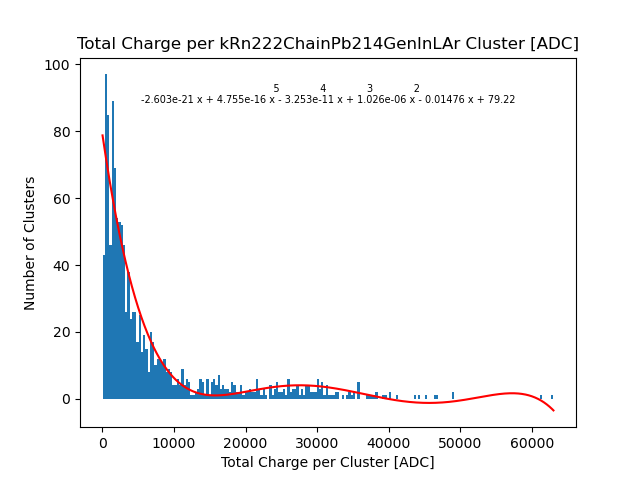 Total Charge per kRn222ChainPb214GenInLAr Cluster [ADC]
100
5 4 3 2
-2.603e-21 x + 4.755e-16 x - 3.253e-11 x + 1.026e-06 x - 0.01476 x + 79.22
80
60
40
20
0
Number of Clusters
0 10000 20000 30000 40000 50000 60000
Total Charge per Cluster [ADC]